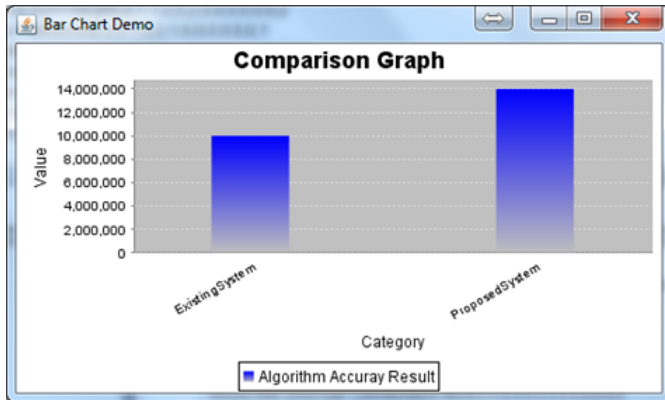 Bar Chart Demo
Comparison Graph
14,000,000
12,000,000
10,000,000
8,000,000
6,000,000
4,000,000
2,000,000
0
Value
ExistingSystem
ProposedSystem
Category
Algorithm Accuray Result